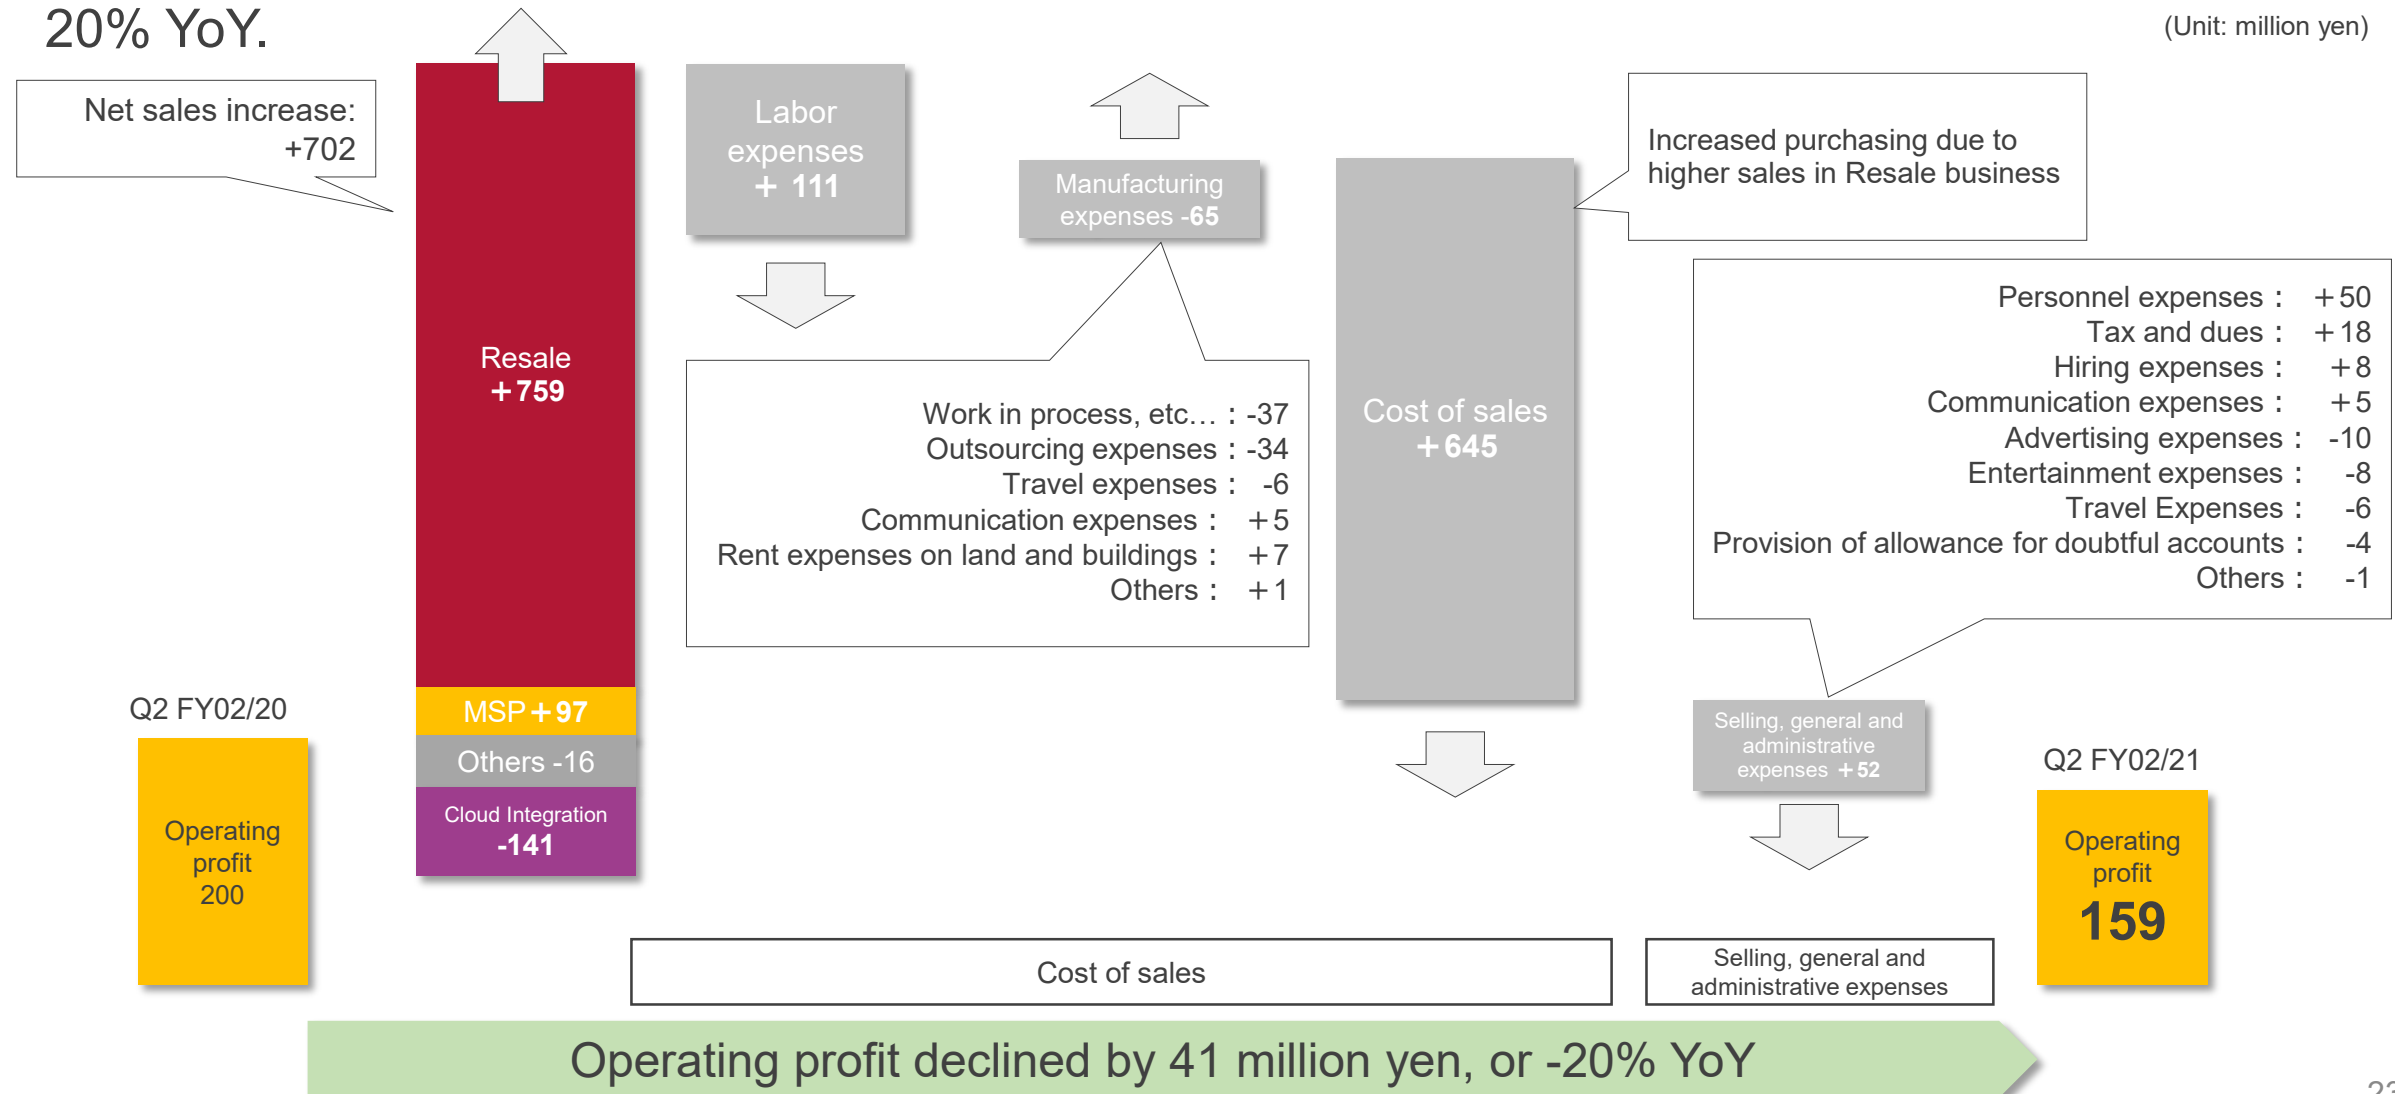 20% YoY.
(Unit: million yen)
Net sales increase:
+702
Resale
+759
MSP+97
Others -16
Cloud Integration
-141
Labor
expenses
+ 111
Manufacturing
expenses -65
Work in process, etc… : -37
Outsourcing expenses : -34
Travel expenses : -6
Communication expenses : +5
Rent expenses on land and buildings : +7
Others : +1
Cost of sales
+645
Increased purchasing due to
higher sales in Resale business
Personnel expenses : +50
Tax and dues : +18
Hiring expenses : +8
Communication expenses : +5
Advertising expenses : -10
Entertainment expenses : -8
Travel Expenses : -6
Provision of allowance for doubtful accounts : -4
Others : -1
Selling, general and
administrative
expenses +52
Q2 FY02/20
Operating
profit
200
Q2 FY02/21
Operating
profit
159
Cost of sales
Selling, general and
administrative expenses
Operating profit declined by 41 million yen, or -20% YoY